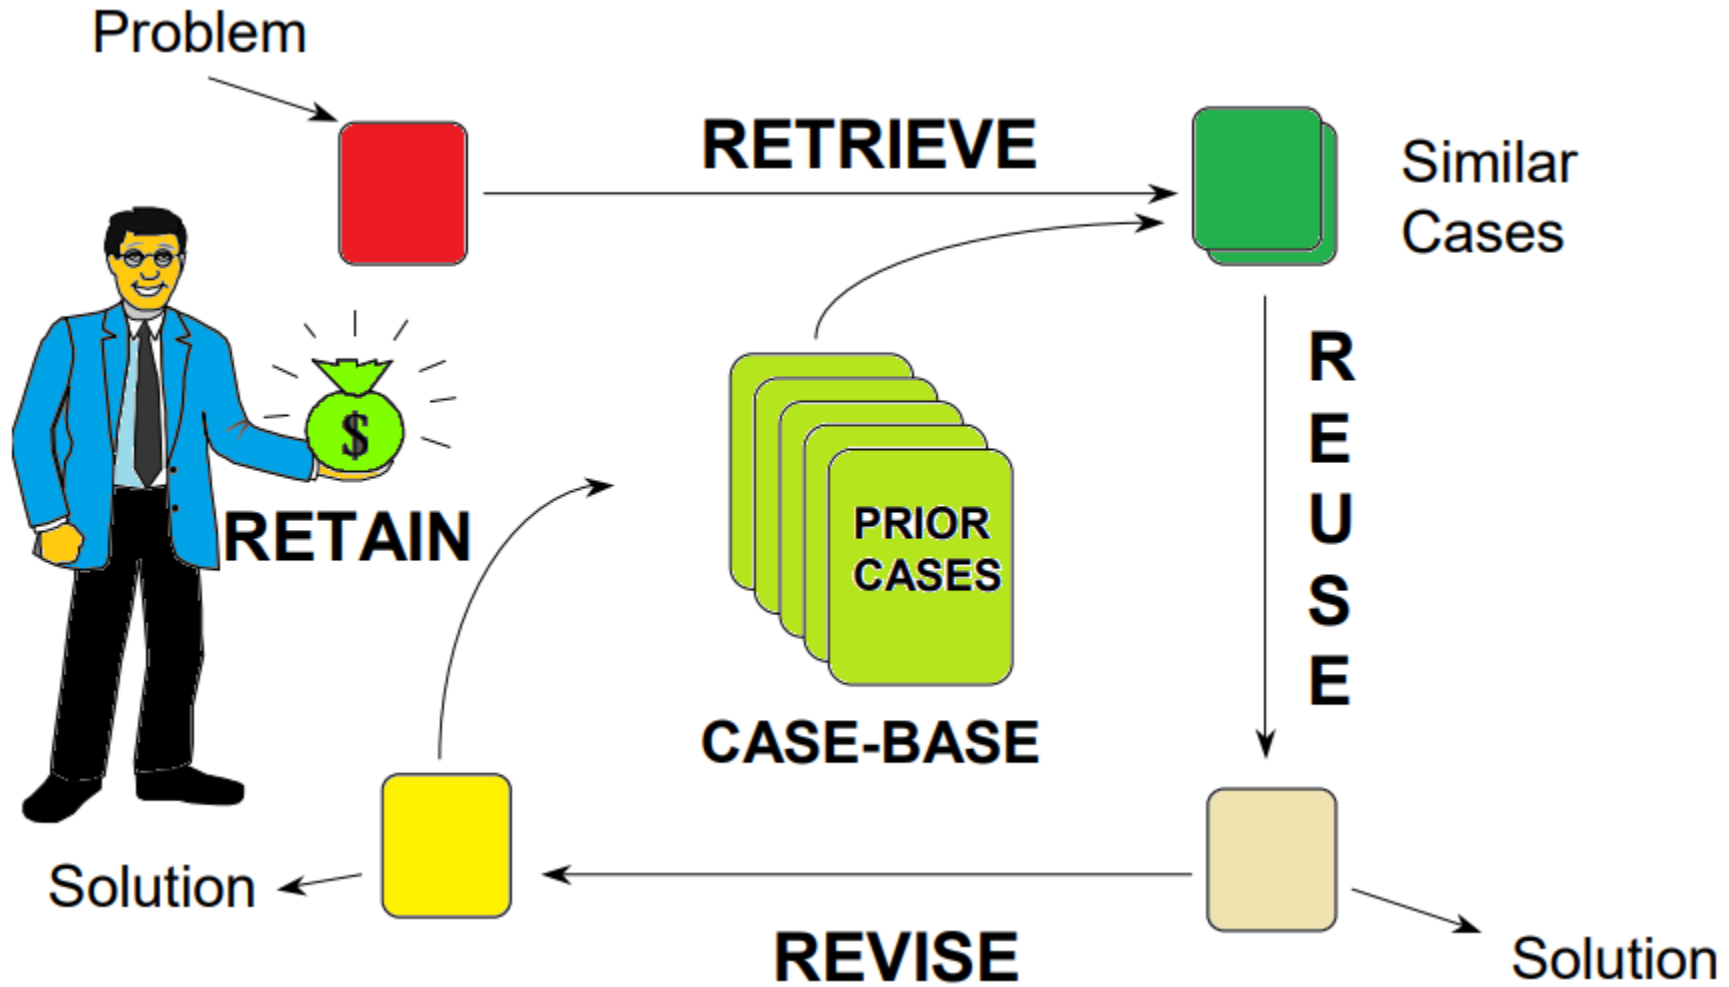 Problem
RETRIEVE
Similar
Cases
R
E
U
S
E
$
RETAIN
PRIOR
CASES
CASE-BASE
Solution
REVISE
Solution